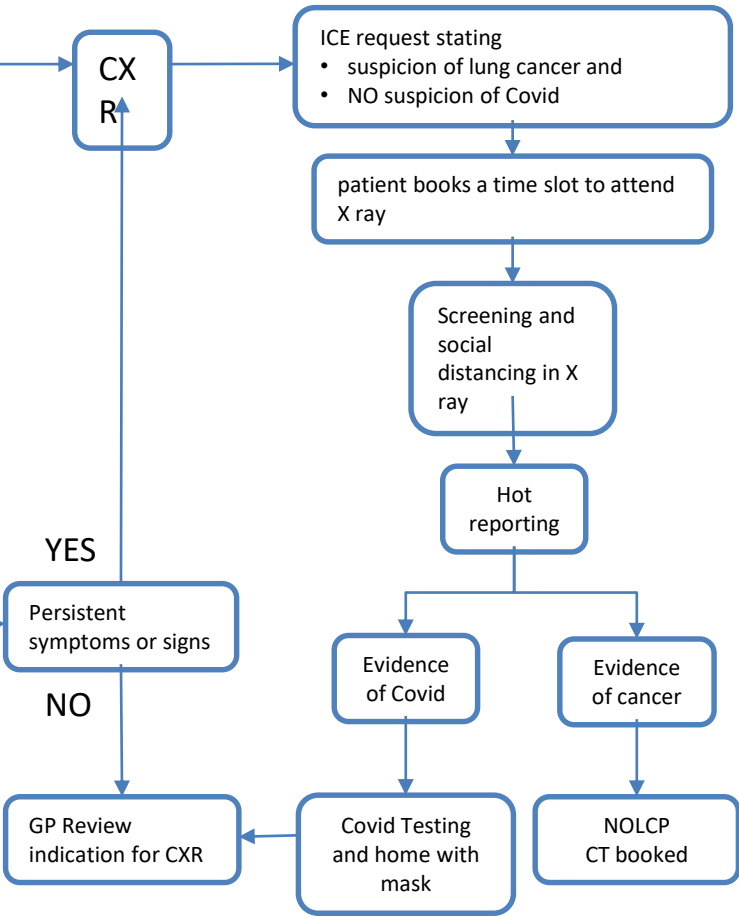 CX
R
ICE request stating
• suspicion of lung cancer and
• NO suspicion of Covid
patient books a time slot to attend
X ray
Screening and
social
distancing in X
ray
Hot
reporting
YES
Persistent
symptoms or signs
NO
Evidence
of Covid
Evidence
of cancer
GP Review
indication for CXR
Covid Testing
and home with
mask
NOLCP
CT booked